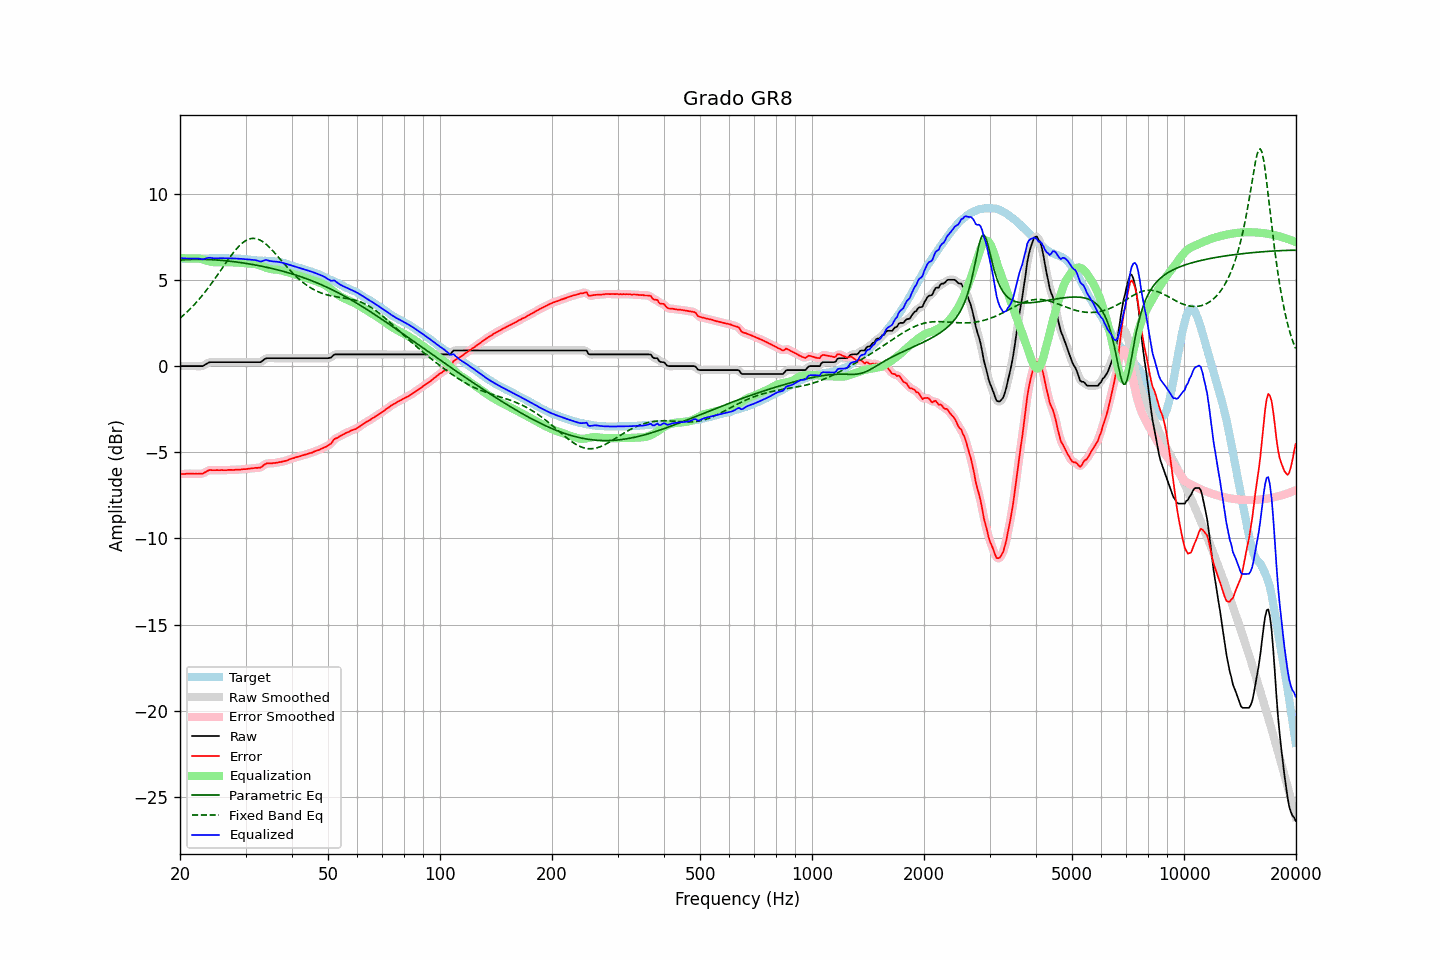 Grado GR8
Amplitude (dBr)
10
5
0
−5
−10
−15
−20
−25
Target
Raw Smoothed
Error Smoothed
Raw
Error
Equalization
Parametric Eq
Fixed Band Eq
Equalized
20 50 100 200 500 1000 2000 5000 10000 20000
Frequency (Hz)